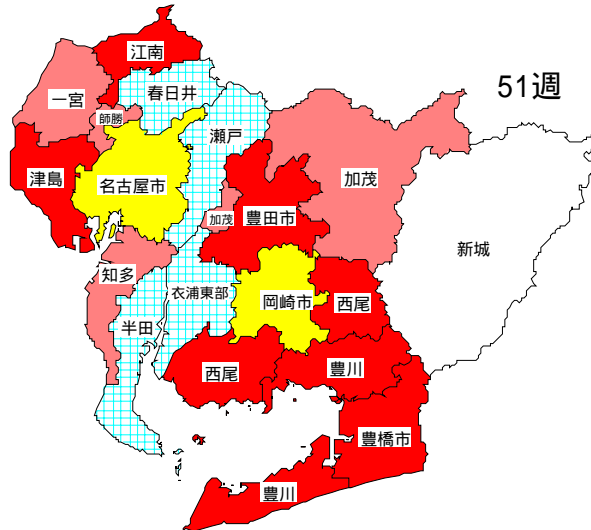 江南
51週
春日井
一宮
師勝
瀬戸
津島
名古屋市
加茂
加茂
豊田市
新城
知多
衣浦東部
岡崎市
西尾
半田
西尾
豊川
豊橋市
豊川